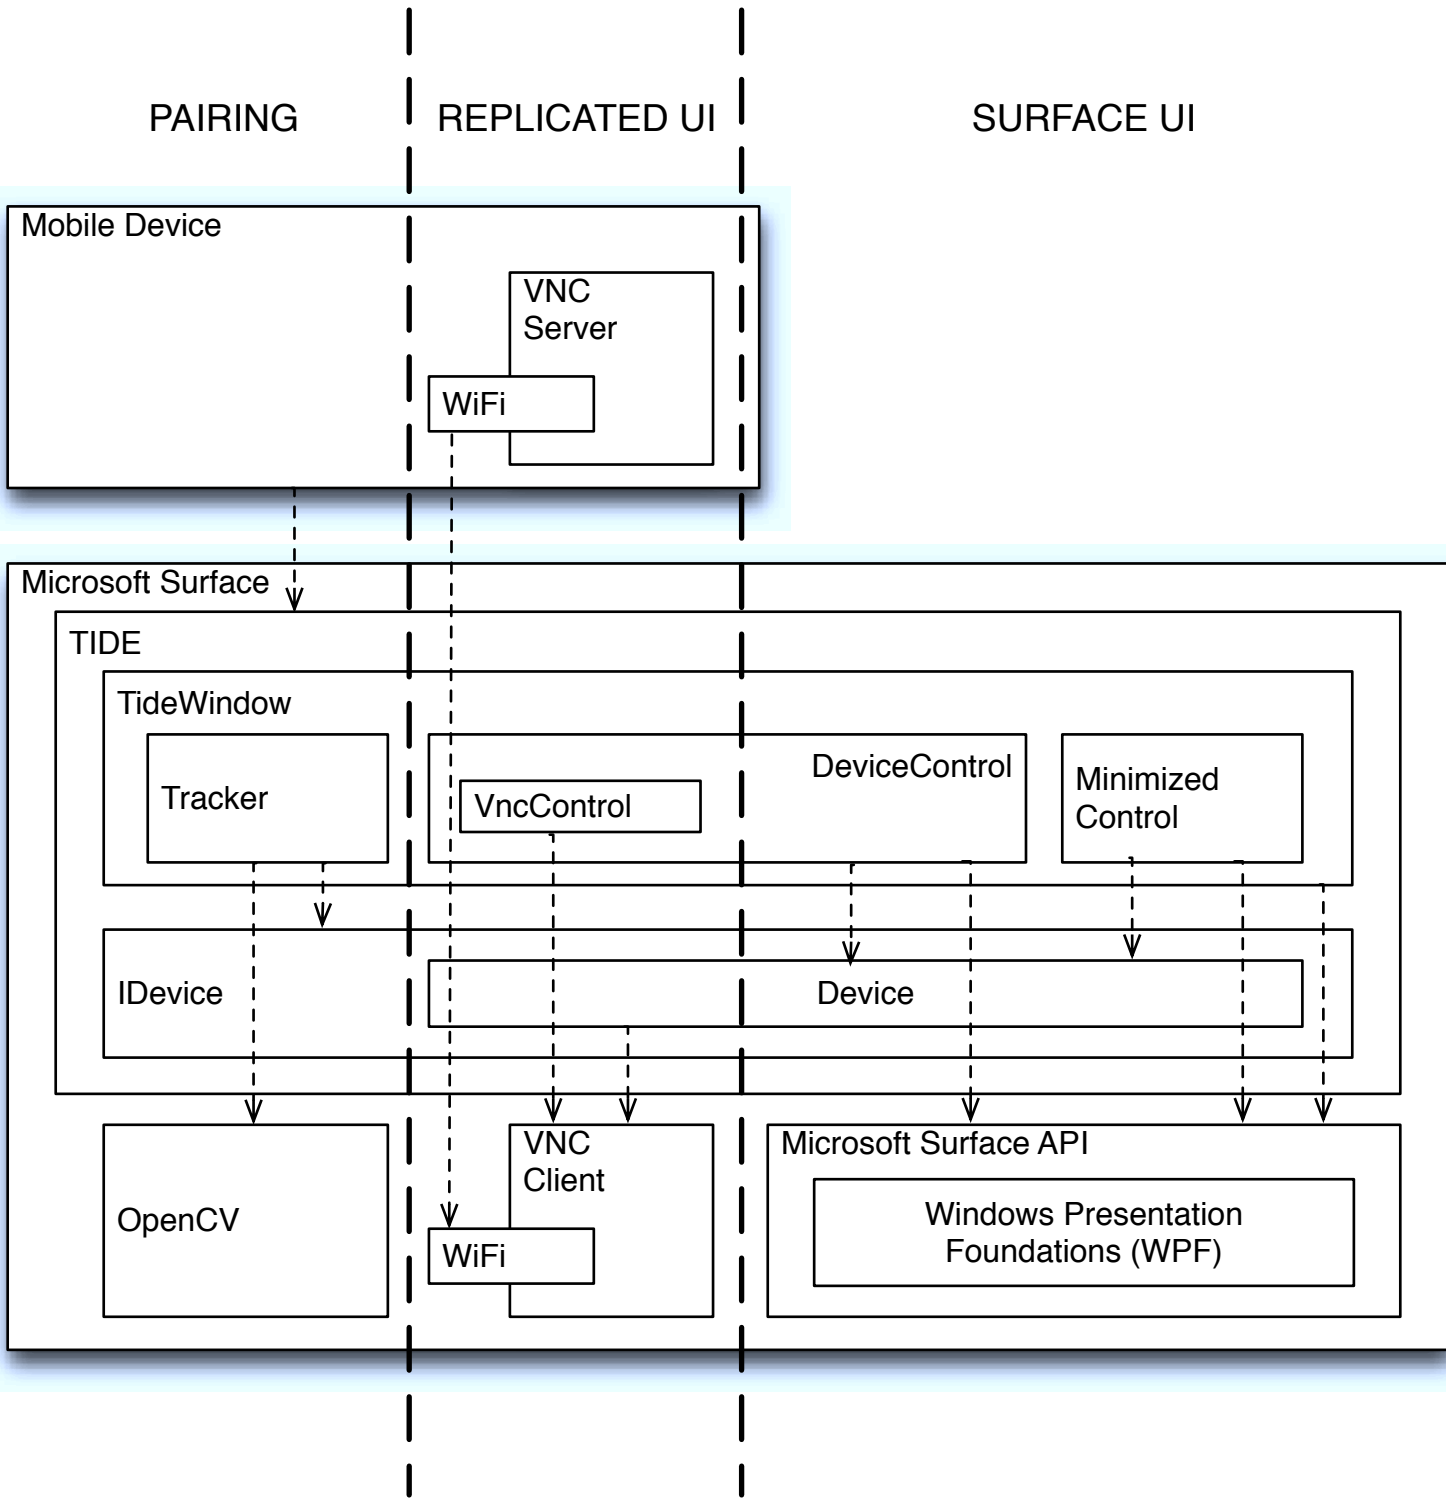 PAIRING
REPLICATED UI
SURFACE UI
Mobile Device
VNC
Server
WiFi
Microsoft Surface
TIDE
TideWindow
Tracker
VncControl
DeviceControl
Minimized
Control
IDevice
Device
OpenCV
VNC
Client
WiFi
Microsoft Surface API
Windows Presentation
Foundations (WPF)